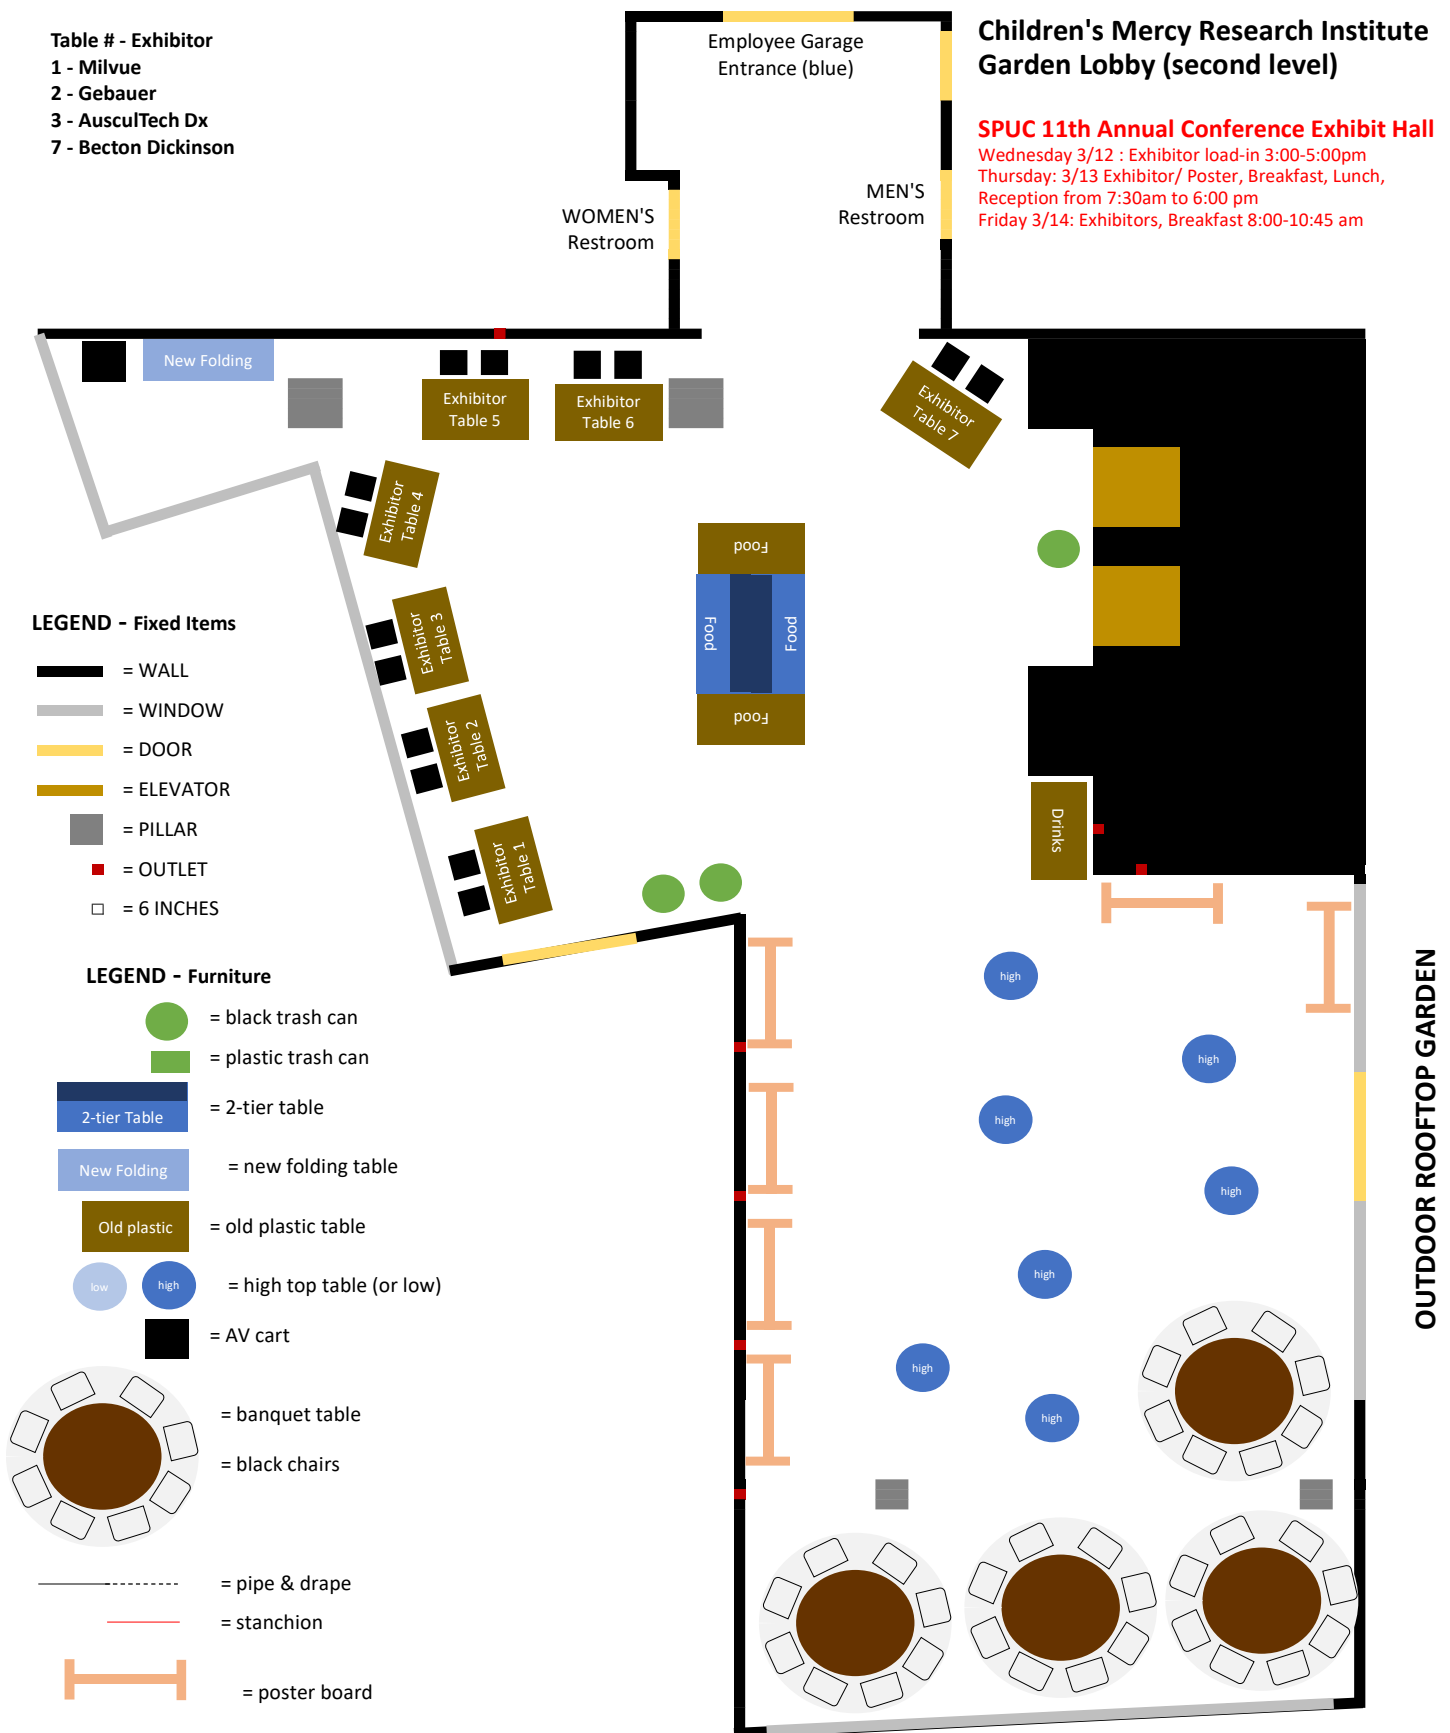 Table # - Exhibitor
1 - Milvue
2 - Gebauer
3 - AusculTech Dx
7 - Becton Dickinson
Employee Garage
Entrance (blue)
Children's Mercy Research Institute
Garden Lobby (second level)
SPUC 11th Annual Conference Exhibit Hall
Wednesday 3/12 : Exhibitor load-in 3:00-5:00pm
Thursday: 3/13 Exhibitor/ Poster, Breakfast, Lunch,
Reception from 7:30am to 6:00 pm
Friday 3/14: Exhibitors, Breakfast 8:00-10:45 am
WOMEN'S
Restroom
MEN'S
Restroom
New Folding
Exhibitor
Table 5
Exhibitor
Table 6
Exhibitor
Table 7
Exhibitor
Table 4
Exhibitor
Table 3
Exhibitor
Table 2
Exhibitor
Table 1
Food
Food
Food
Food
Drinks
LEGEND - Fixed Items
= WALL
= WINDOW
= DOOR
= ELEVATOR
= PILLAR
= OUTLET
= 6 INCHES
LEGEND - Furniture
= black trash can
= plastic trash can
2-tier Table
= 2-tier table
New Folding
= new folding table
Old plastic
= old plastic table
low
high
= high top table (or low)
= AV cart
= banquet table
= black chairs
= pipe & drape
= stanchion
= poster board
high
high
high
high
high
high
high
OUTDOOR ROOFTOP GARDEN